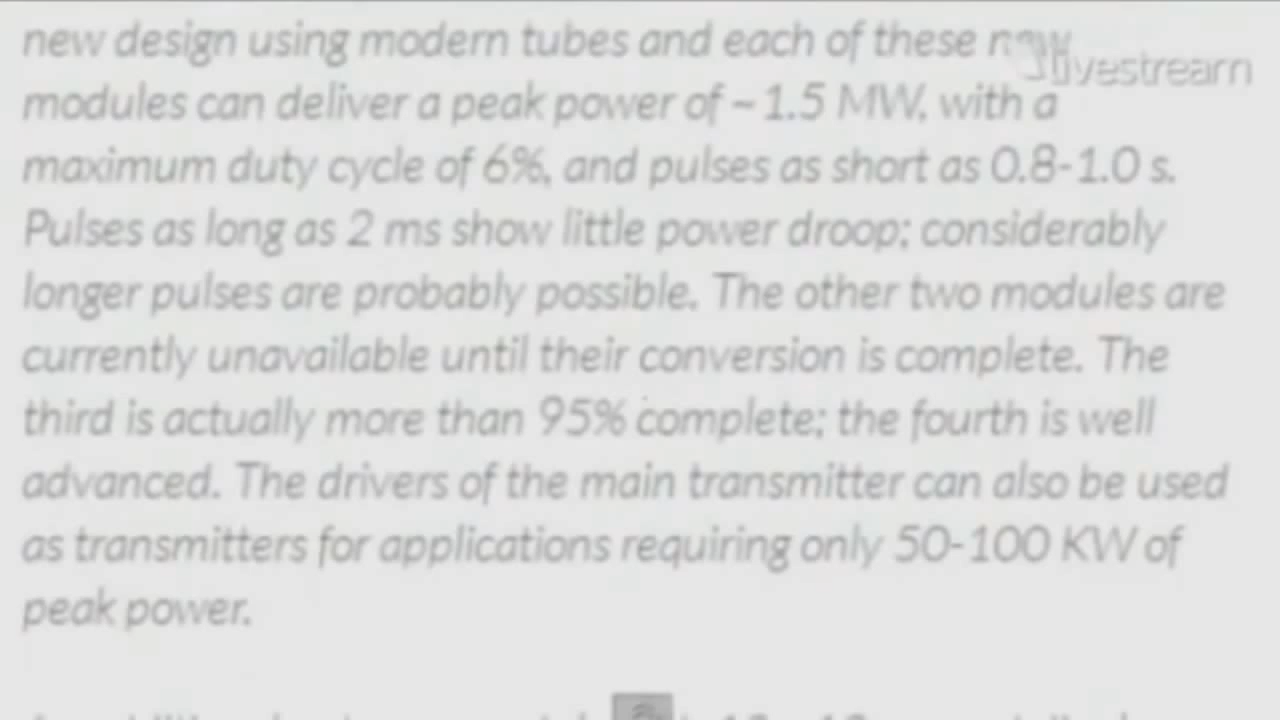 new design using modern tubes and each of these new
livestream
modules can deliver a peak power of ~1.5 MW, with a
maximum duty cycle of 6%, and pulses as short as 0.8-1.0 s.
Pulses as long as 2 ms show little power droop; considerably
longer pulses are probably possible. The other two modules are
currently unavailable until their conversion is complete. The
third is actually more than 95% complete; the fourth is well
advanced. The drivers of the main transmitter can also be used
as transmitters for applications requiring only 50-100 KW of
peak power.